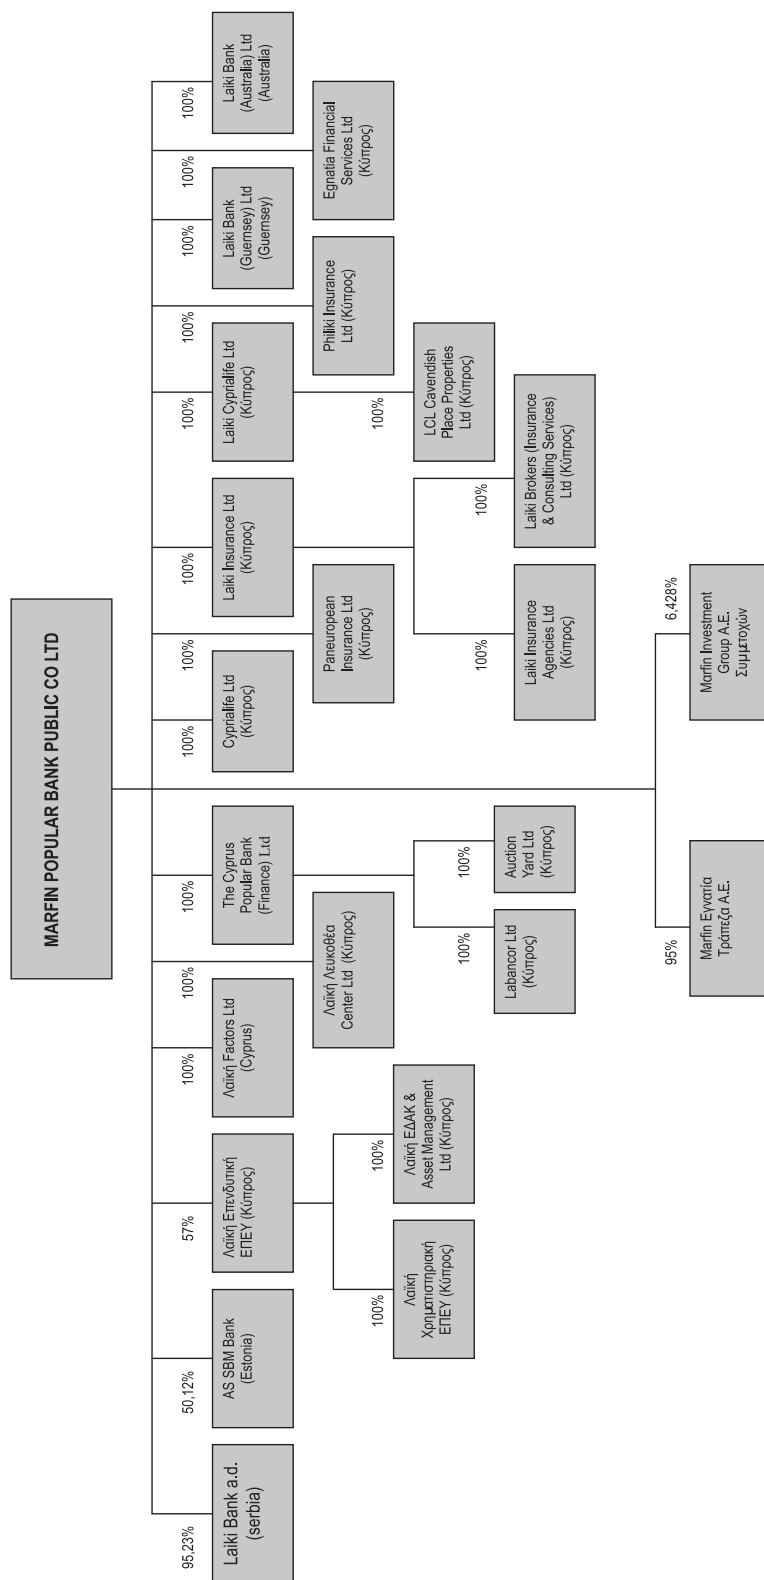 MARFIN POPULAR BANK PUBLIC CO LTD
95,23%
Laiki Bank a.d.
(serbia)
50,12%
AS SBM Bank
(Estonia)
57%
Λαϊκή Επενδυτική
ΕΠΕΥ (Κύπρος)
100%
Λαϊκή Factors Ltd
(Cyprus)
100%
100%
The Cyprus
Popular Bank
(Finance) Ltd
100%
Cyprialife Ltd
(Κύπρος)
100%
100%
Laiki Insurance Ltd
(Κύπρος)
100%
Laiki Cyprialife Ltd
(Κύπρος)
100%
100%
Laiki Bank
(Guernsey) Ltd
(Guernsey)
100%
100%
Laiki Bank
(Australia) Ltd
(Australia)
Λαϊκή Λευκοθέα
Center Ltd (Κύπρος)
Paneuropean
Insurance Ltd
(Κύπρος)
Philiki Insurance
Ltd (Κύπρος)
Egnatia Financial
Services Ltd
(Κύπρος)
100%
Λαϊκή
Χρηματιστηριακή
ΕΠΕΥ (Κύπρος)
100%
Λαϊκή ΕΔΑΚ &
Asset Management
Ltd (Κύπρος)
100%
LCL Cavendish
Place Properties
Ltd (Κύπρος)
100%
Labancor Ltd
(Κύπρος)
100%
Auction
Yard Ltd
(Κύπρος)
100%
Laiki Insurance
Agencies Ltd
(Κύπρος)
100%
Laiki Brokers (Insurance
& Consulting Services)
Ltd (Κύπρος)
95%
Marfin Εγνατία
Τράπεζα Α.Ε.
6,428%
Marfin Investment
Group Α.Ε.
Συμμετοχών